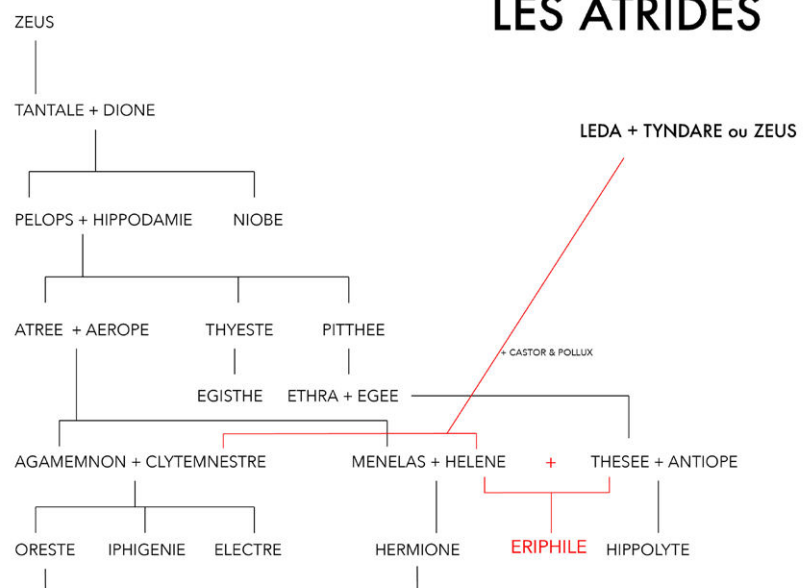 LES ATRIDES
ZEUS
TANTALE + DIONE
LEDA + TYNDARE ou ZEUS
PELOPS + HIPPODAMIE NIOBE
ATREE + AEROPE THYESTE PITTHEE
+ CASTOR & POLLUX
EGISTHE ETHRA + EGEE
AGAMEMNON + CLYTEMNESTRE MENELAS + HELENE + THESEE + ANTIOPE
ORESTE IPHIGENIE ELECTRE HERMIONE ERIPHILE HIPPOLYTE